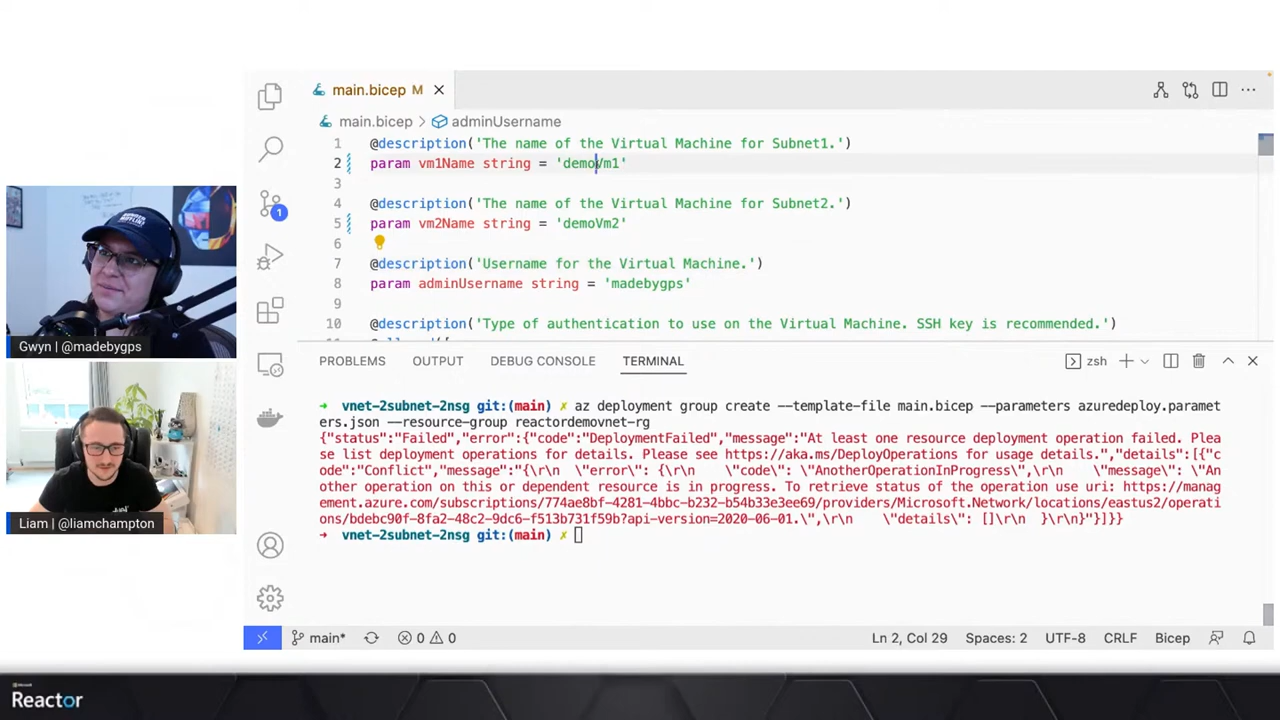 main.bicep M
main.bicep > adminUsername
1 @description('The name of the Virtual Machine for Subnet1.')
2 param vm1Name string = 'demoVm1'
3
4 @description('The name of the Virtual Machine for Subnet2.')
5 param vm2Name string = 'demoVm2'
6
7 @description('Username for the Virtual Machine.')
8 param adminUsername string = 'madebygps'
9
10 @description('Type of authentication to use on the Virtual Machine. SSH key is recommended.')
PROBLEMS OUTPUT DEBUG CONSOLE TERMINAL zsh
→ vnet-2subnet-2nsg git:(main) ✗ az deployment group create --template-file main.bicep --parameters azuredeploy.paramet
ers.json --resource-group reactordemovnet-rg
{"status":"Failed","error":{"code":"DeploymentFailed","message":"At least one resource deployment operation failed. Plea
se list deployment operations for details. Please see https://aka.ms/DeployOperations for usage details.","details":[{"c
ode":"Conflict","message":"{\r\n  \"error\": {\r\n    \"code\": \"AnotherOperationInProgress\",\r\n    \"message\": \"An
other operation on this or dependent resource is in progress. To retrieve status of the operation use uri: https://manag
ement.azure.com/subscriptions/774ae8bf-4281-4bbc-b232-b54b33e3ee69/providers/Microsoft.Network/locations/eastus2/operati
ons/bdebc90f-8fa2-48c2-9dc6-f513b731f59b?api-version=2020-06-01.\",\r\n    \"details\": []\r\n  }\r\n}"}]}}
→ vnet-2subnet-2nsg git:(main) ✗
1
Gwyn | @madebygps
Liam | @liamchampton
main* 0 0 Ln 2, Col 29 Spaces: 2 UTF-8 CRLF Bicep
Microsoft
Reactor